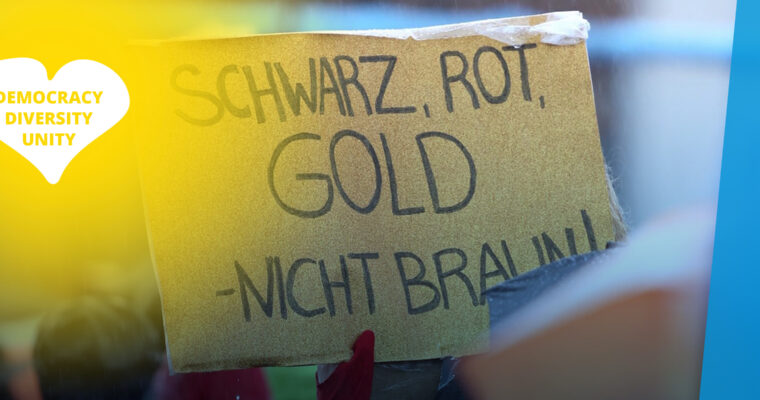 DEMOCRACY
DIVERSITY
UNITY
SCHWARZ, ROT,
GOLD
-NICHT BRAUN!